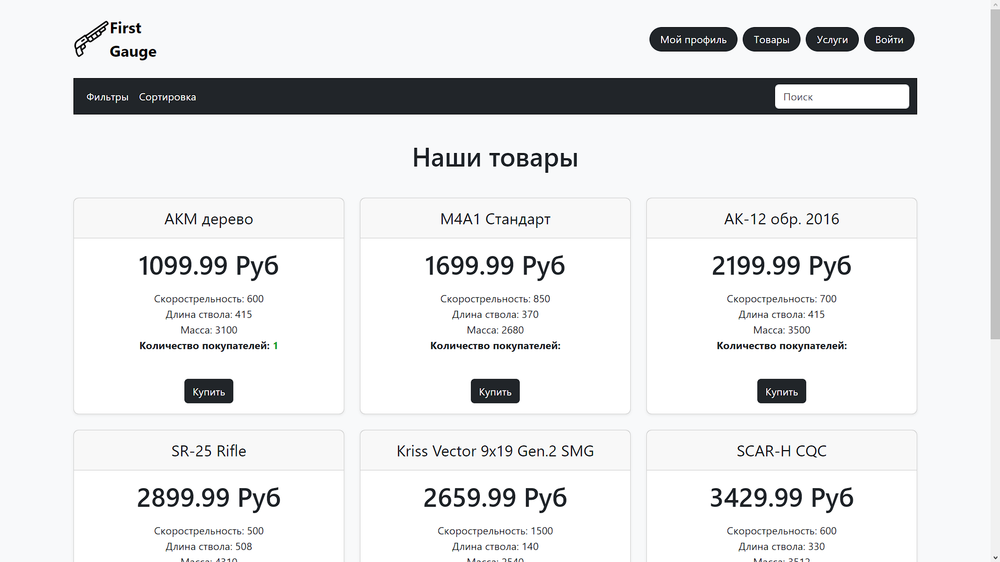 First
Gauge
Мой профиль
Товары
Услуги
Войти
Фильтры
Сортировка
Поиск
Наши товары
АКМ дерево
1099.99 Руб
Скорострельность: 600
Длина ствола: 415
Масса: 3100
Количество покупателей: 1
Купить
M4A1 Стандарт
1699.99 Руб
Скорострельность: 850
Длина ствола: 370
Масса: 2680
Количество покупателей:
Купить
АК-12 обр. 2016
2199.99 Руб
Скорострельность: 700
Длина ствола: 415
Масса: 3500
Количество покупателей:
Купить
SR-25 Rifle
2899.99 Руб
Скорострельность: 500
Длина ствола: 508
Масса: 4310
Kriss Vector 9x19 Gen.2 SMG
2659.99 Руб
Скорострельность: 1500
Длина ствола: 140
Масса: 2540
SCAR-H CQC
3429.99 Руб
Скорострельность: 600
Длина ствола: 330
Масса: 3512